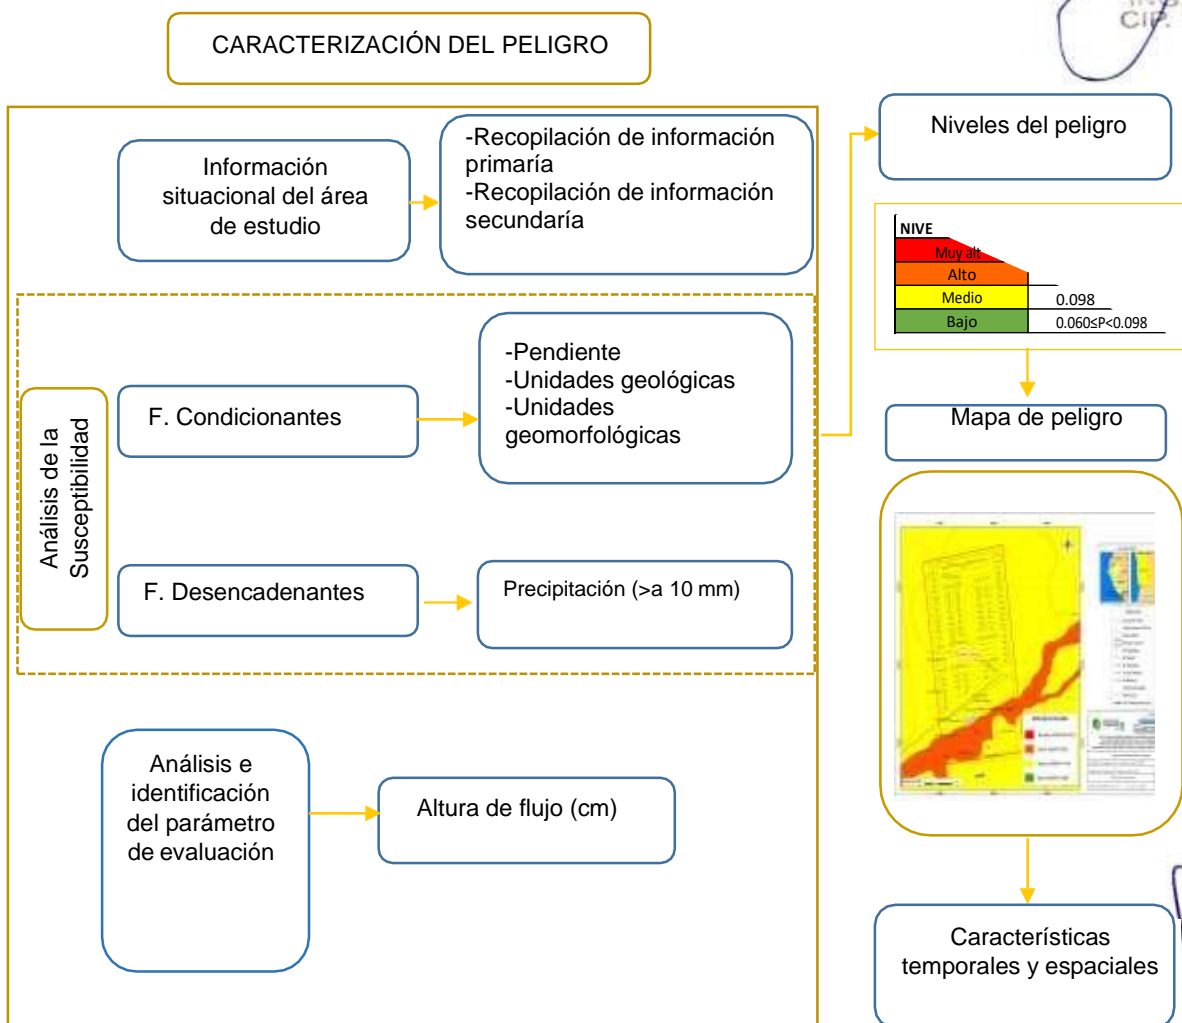 CARACTERIZACIÓN DEL PELIGRO
CIP.
Información
situacional del área
de estudio
-Recopilación de información
primaría
-Recopilación de información
secundaría
Análisis de la
Susceptibilidad
F. Condicionantes
-Pendiente
-Unidades geológicas
-Unidades
geomorfológicas
F. Desencadenantes
Precipitación (>a 10 mm)
Análisis e
identificación
del parámetro
de evaluación
Altura de flujo (cm)
Niveles del peligro
NIVE
Muy alt
Alto
Medio 0.098
Bajo 0.060≤P<0.098
Mapa de peligro
Características
temporales y espaciales